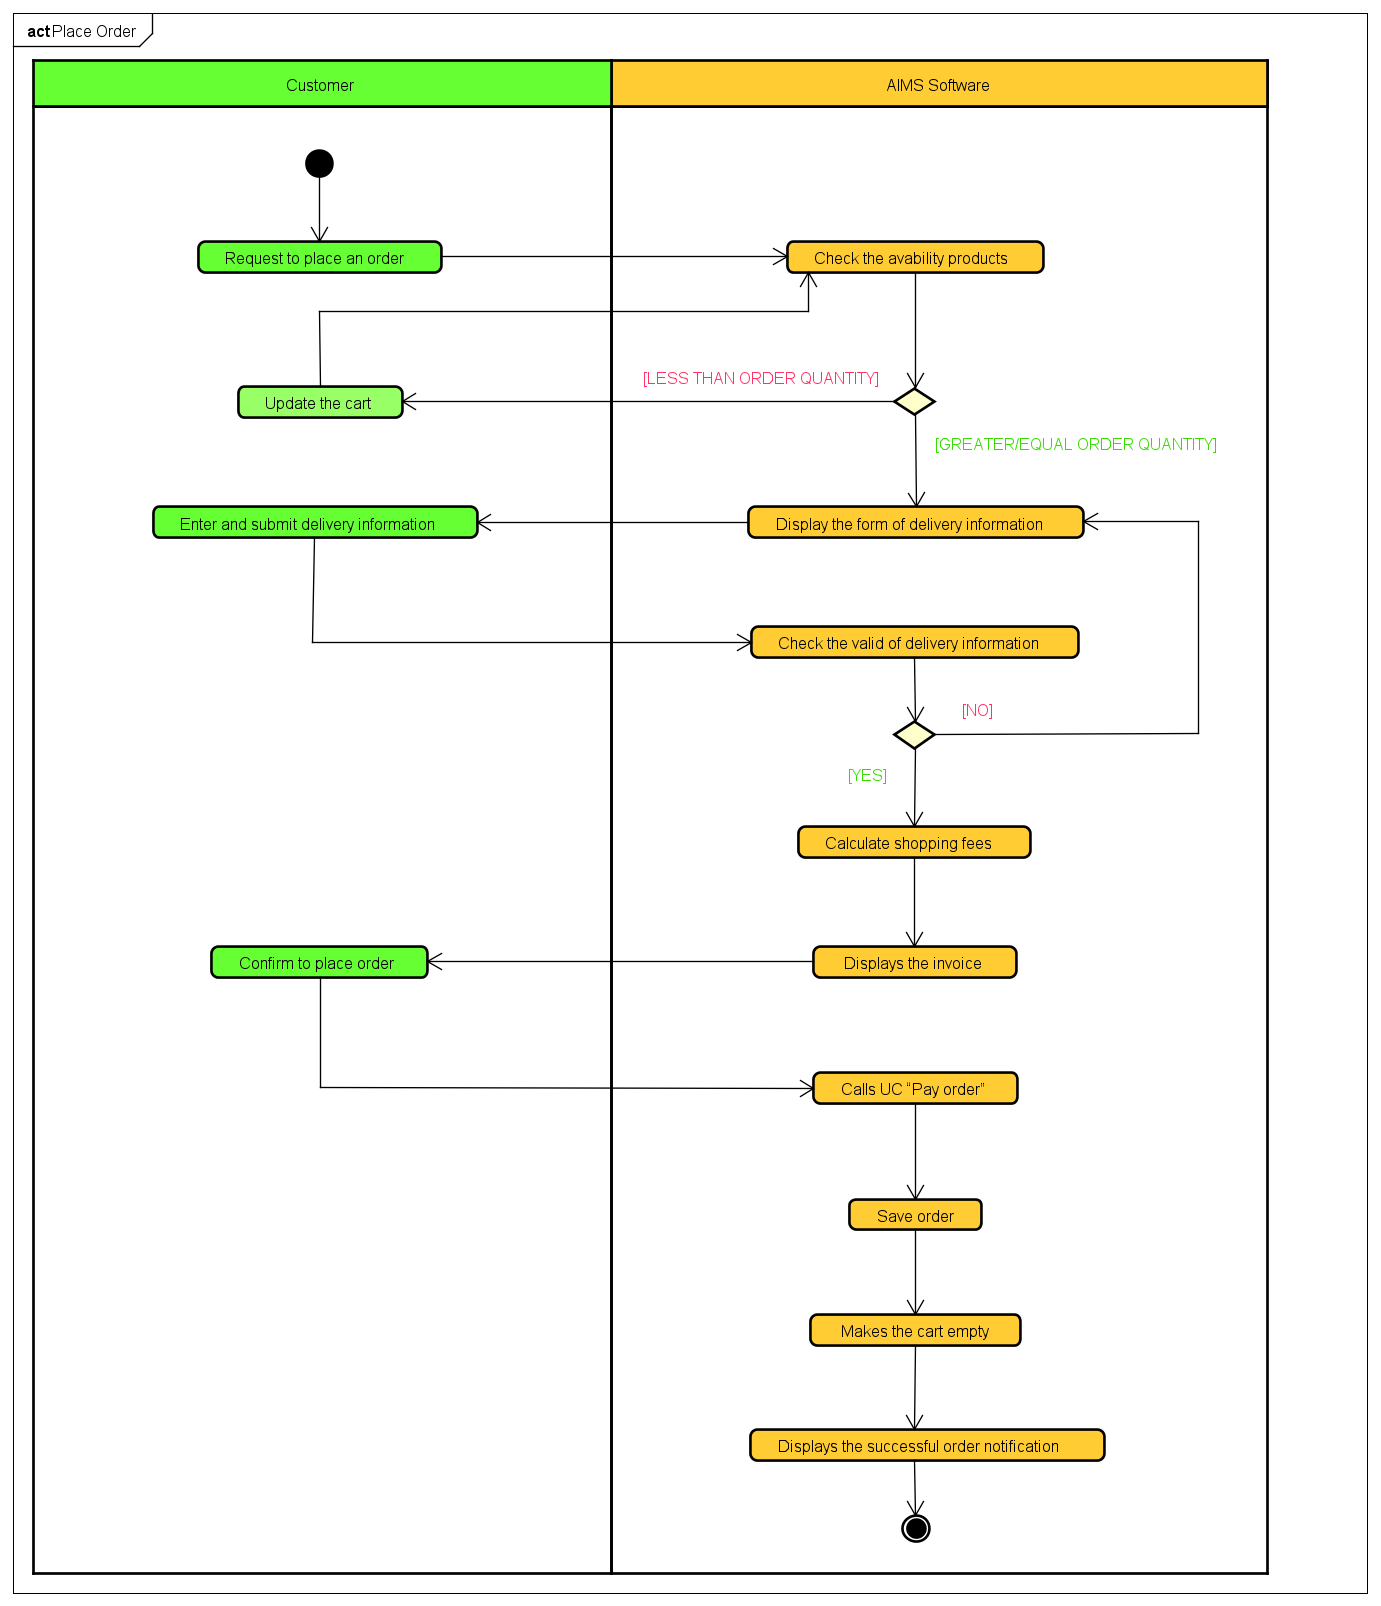 act Place Order
Customer
AIMS Software
Request to place an order
Check the avability products
[LESS THAN ORDER QUANTITY]
Update the cart
[GREATER/EQUAL ORDER QUANTITY]
Enter and submit delivery information
Display the form of delivery information
Check the valid of delivery information
[NO]
[YES]
Calculate shopping fees
Confirm to place order
Displays the invoice
Calls UC “Pay order”
Save order
Makes the cart empty
Displays the successful order notification